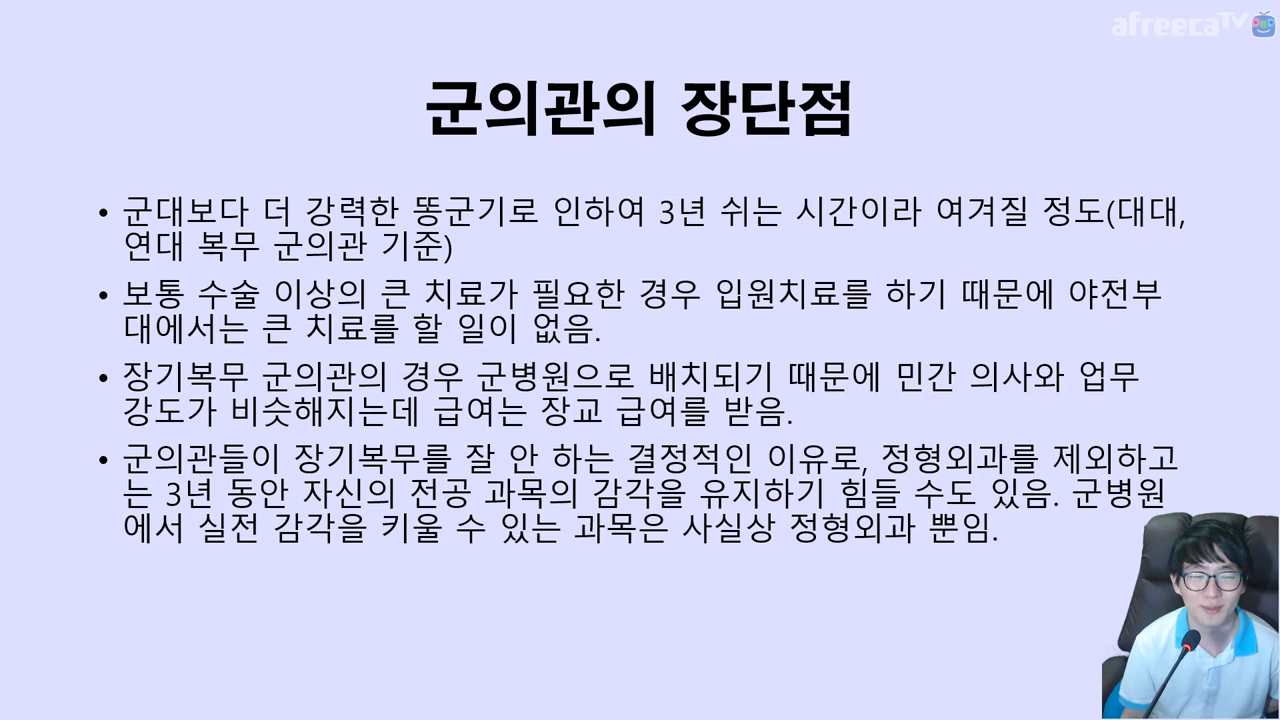 afreecaTV
군의관의 장단점
• 군대보다 더 강력한 똥군기로 인하여 3년 쉬는 시간이라 여겨질 정도(대대,
연대 복무 군의관 기준)
• 보통 수술 이상의 큰 치료가 필요한 경우 입원치료를 하기 때문에 야전부
대에서는 큰 치료를 할 일이 없음.
• 장기복무 군의관의 경우 군병원으로 배치되기 때문에 민간 의사와 업무
강도가 비슷해지는데 급여는 장교 급여를 받음.
• 군의관들이 장기복무를 잘 안 하는 결정적인 이유로, 정형외과를 제외하고
는 3년 동안 자신의 전공 과목의 감각을 유지하기 힘들 수도 있음. 군병원
에서 실전 감각을 키울 수 있는 과목은 사실상 정형외과 뿐임.